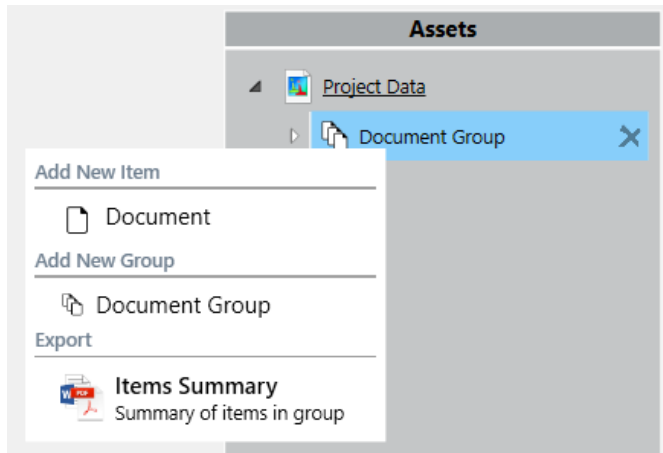 Assets
Project Data
Document Group
Add New Item
Document
Add New Group
Document Group
Export
W PDF
Items Summary
Summary of items in group